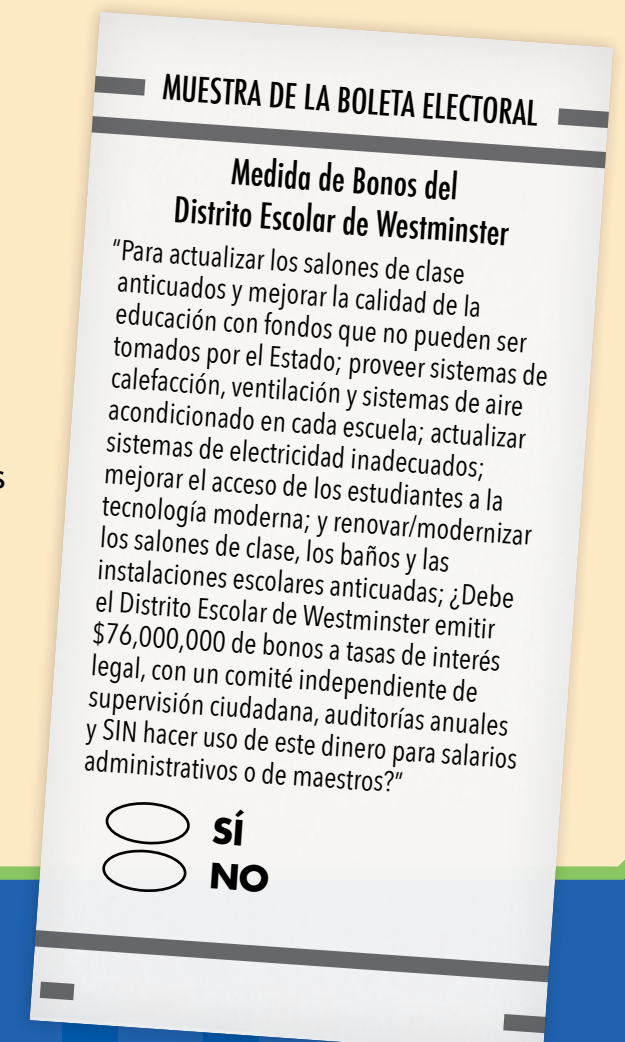 MUESTRA DE LA BOLETA ELECTORAL
Medida de Bonos del
Distrito Escolar de Westminster
“Para actualizar los salones de clase
anticuados y mejorar la calidad de la
educación con fondos que no pueden ser
tomados por el Estado; proveer sistemas de
calefacción, ventilación y sistemas de aire
acondicionado en cada escuela; actualizar
sistemas de electricidad inadecuados;
mejorar el acceso de los estudiantes a la
tecnología moderna; y renovar/modernizar
los salones de clase, los baños y las
instalaciones escolares anticuadas; ¿Debe
el Distrito Escolar de Westminster emitir
$76,000,000 de bonos a tasas de interés
legal, con un comité independiente de
supervisión ciudadana, auditorías anuales
y SIN hacer uso de este dinero para salarios
administrativos o de maestros?”
SÍ
NO